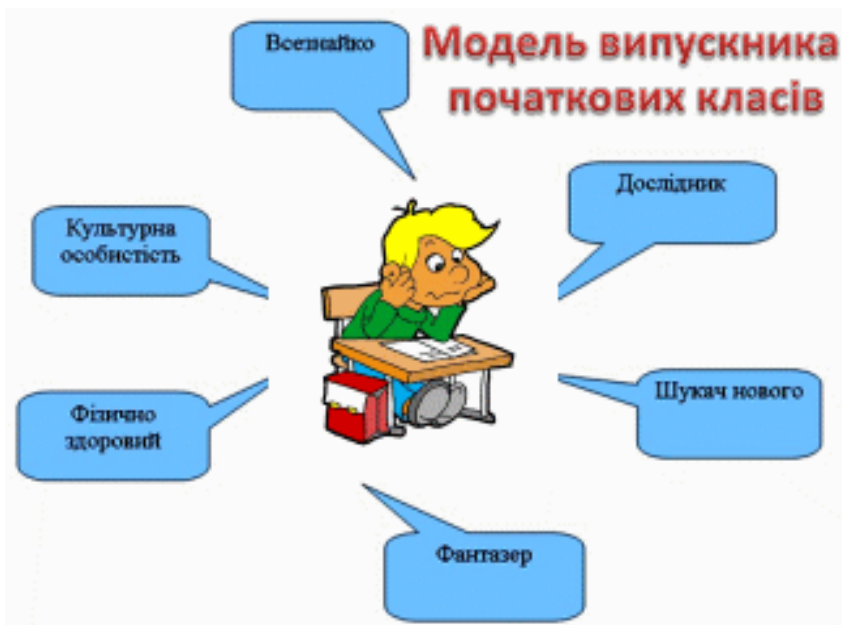 Модель випускника
початкових класів
Всезнайко
Дослідник
Культурна
особистість
Шукач нового
Фізично
здоровий
Фантазер